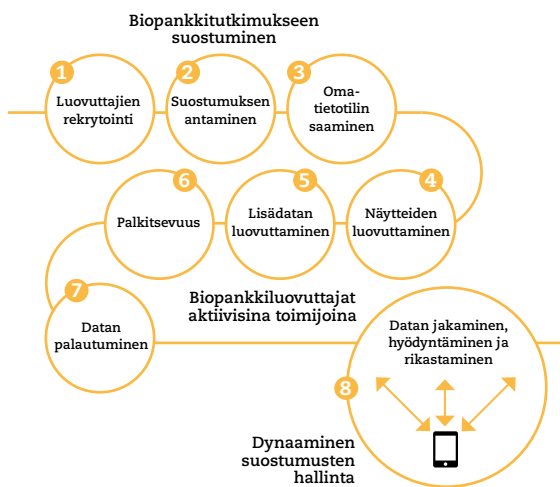 Biopankkitutkimukseen
suostuminen
1
Luovuttajien
rekrytointi
2
Suostumuksen
antaminen
3
Oma-
tietotilin
saaminen
4
Näytteiden
luovuttaminen
5
Lisädatan
luovuttaminen
6
Palkitsevuus
7
Datan
palautuminen
Biopankkiluovuttajat
aktiivisina toimijoina
8
Datan jakaminen,
hyödyntäminen ja
rikastaminen
Dynaaminen
suostumusten
hallinta